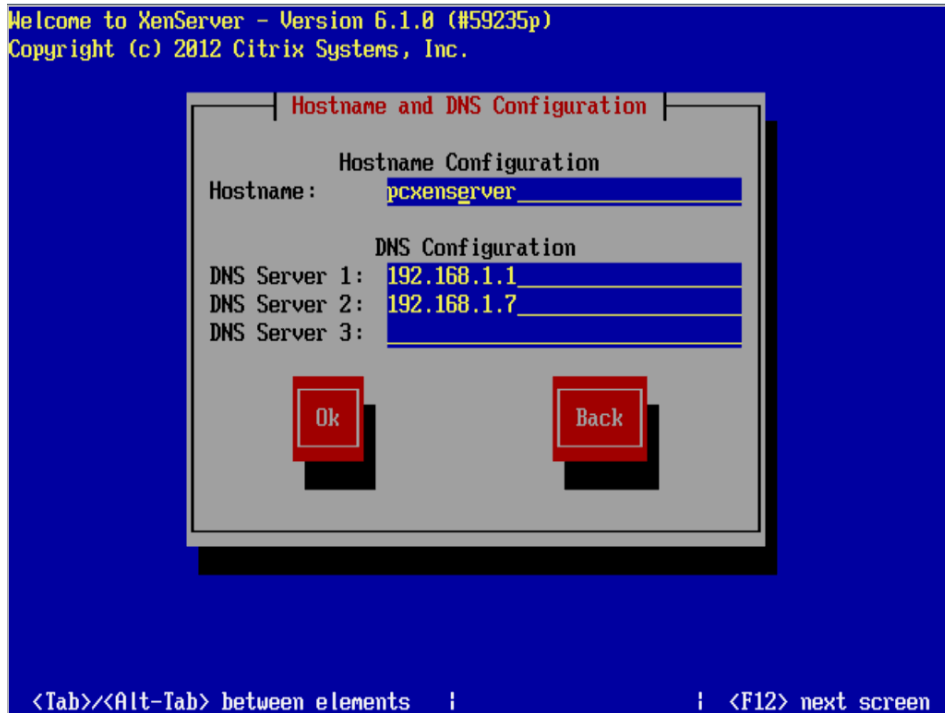 Welcome to XenServer - Version 6.1.0 (#59235p)
Copyright (c) 2012 Citrix Systems, Inc.
Hostname and DNS Configuration
Hostname Configuration
Hostname: pcxenserver
DNS Configuration
DNS Server 1: 192.168.1.1
DNS Server 2: 192.168.1.7
DNS Server 3:
Ok Back
<Tab>/<Alt-Tab> between elements | | <F12> next screen